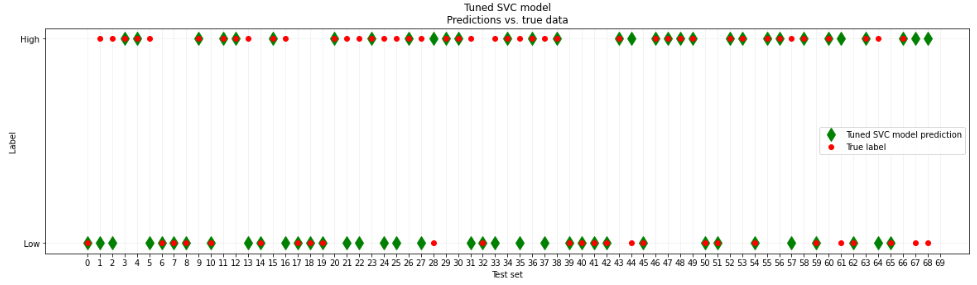 Tuned SVC model
Predictions vs. true data
High
Label
Low
Tuned SVC model prediction
True label
0 1 2 3 4 5 6 7 8 9 10 11 12 13 14 15 16 17 18 19 20 21 22 23 24 25 26 27 28 29 30 31 32 33 34 35 36 37 38 39 40 41 42 43 44 45 46 47 48 49 50 51 52 53 54 55 56 57 58 59 60 61 62 63 64 65 66 67 68 69
Test set